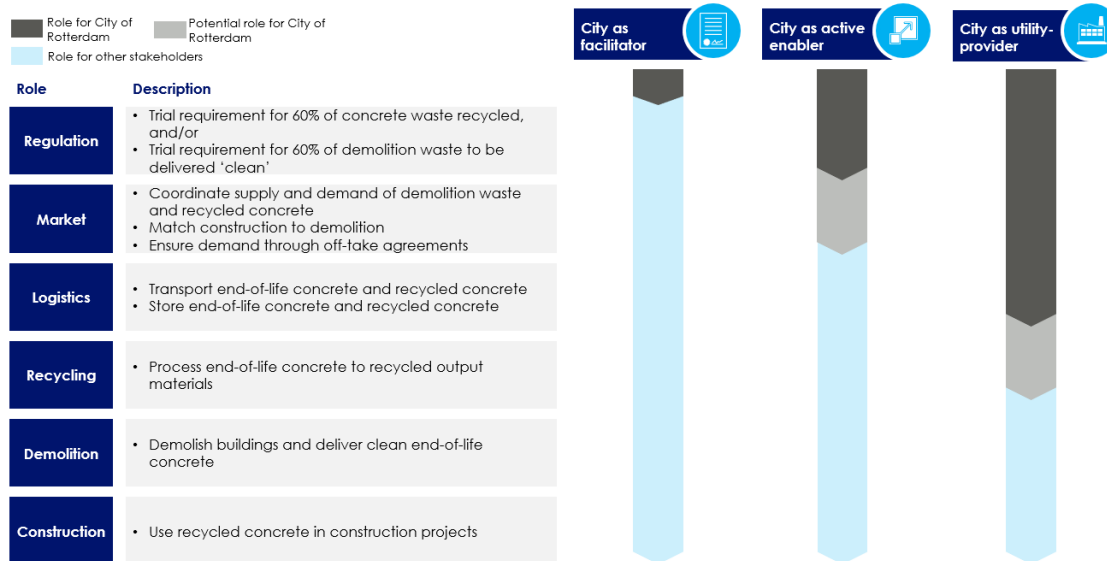 Role for City of
Rotterdam
Potential role for City of
Rotterdam
Role for other stakeholders
City as
facilitator
City as active
enabler
City as utility-
provider
Role
Description
Regulation
• Trial requirement for 60% of concrete waste recycled,
and/or
• Trial requirement for 60% of demolition waste to be
delivered ‘clean’
Market
• Coordinate supply and demand of demolition waste
and recycled concrete
• Match construction to demolition
• Ensure demand through off-take agreements
Logistics
• Transport end-of-life concrete and recycled concrete
• Store end-of-life concrete and recycled concrete
Recycling
• Process end-of-life concrete to recycled output
materials
Demolition
• Demolish buildings and deliver clean end-of-life
concrete
Construction
• Use recycled concrete in construction projects